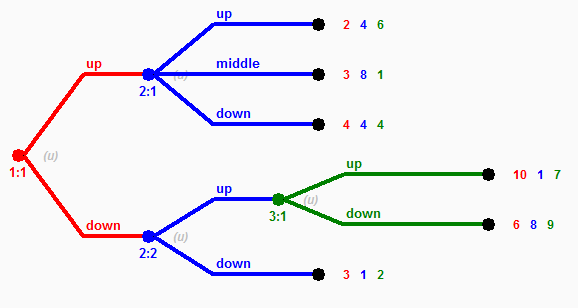 up
2 4 6
up
(u)
middle
3 8 1
2:1
down
4 4 4
(u)
1:1
up
10 1 7
up
(u)
3:1
down
6 8 9
down
(u)
2:2
down
3 1 2